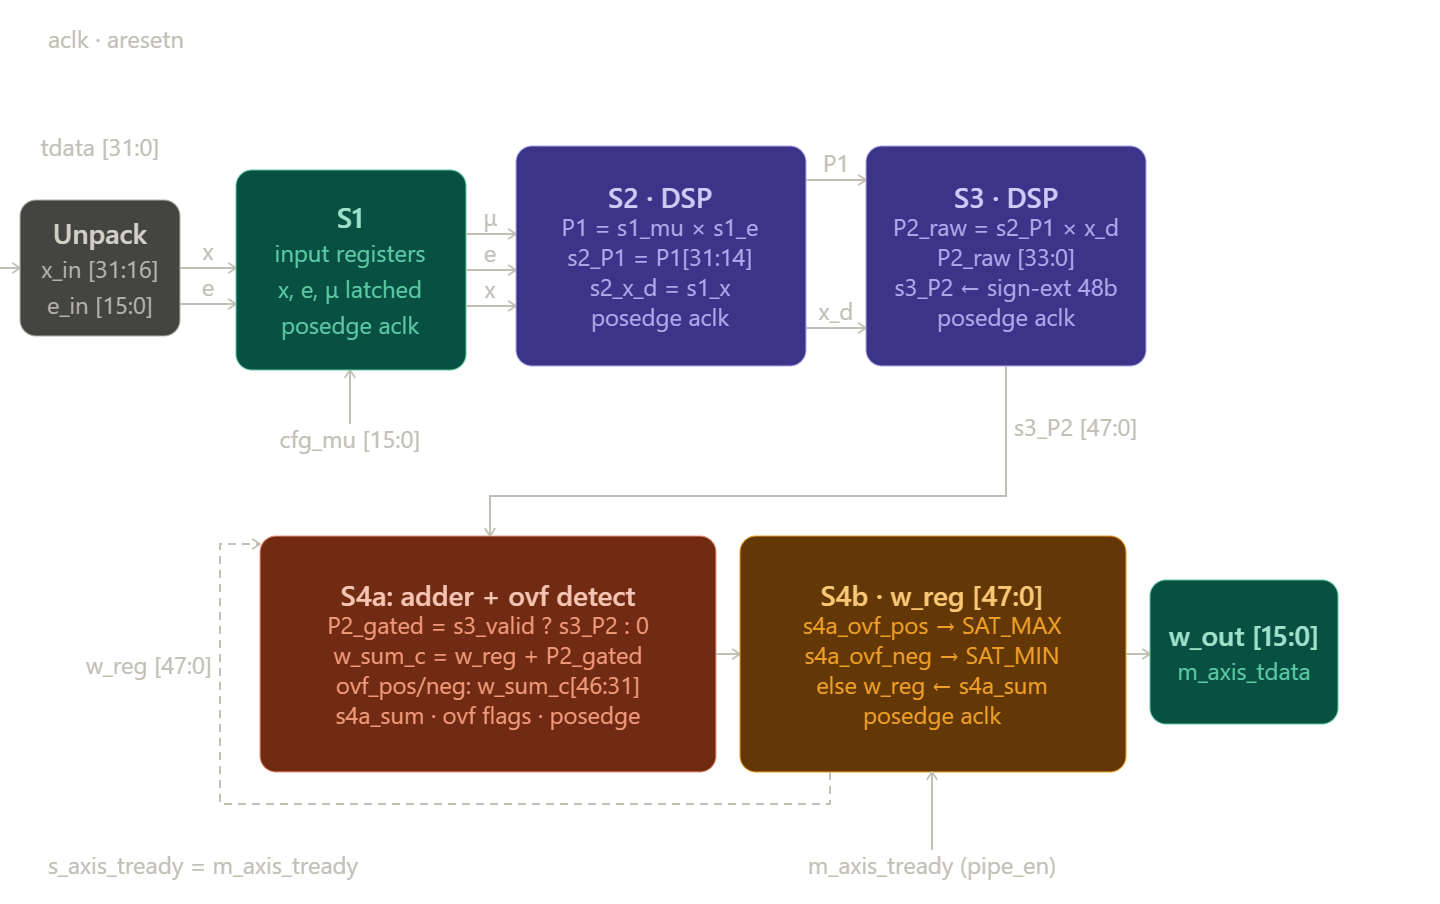 aclk · aresetn
tdata [31:0]
Unpack
x_in [31:16]
e_in [15:0]
x
e
S1
input registers
x, e, μ latched
posedge aclk
cfg_mu [15:0]
μ
e
x
S2 · DSP
P1 = s1_mu × s1_e
s2_P1 = P1[31:14]
s2_x_d = s1_x
posedge aclk
P1
x_d
S3 · DSP
P2_raw = s2_P1 × x_d
P2_raw [33:0]
s3_P2 ← sign-ext 48b
posedge aclk
s3_P2 [47:0]
w_reg [47:0]
S4a: adder + ovf detect
P2_gated = s3_valid ? s3_P2 : 0
w_sum_c = w_reg + P2_gated
ovf_pos/neg: w_sum_c[46:31]
s4a_sum · ovf flags · posedge
S4b · w_reg [47:0]
s4a_ovf_pos → SAT_MAX
s4a_ovf_neg → SAT_MIN
else w_reg ← s4a_sum
posedge aclk
w_out [15:0]
m_axis_tdata
s_axis_tready = m_axis_tready
m_axis_tready (pipe_en)